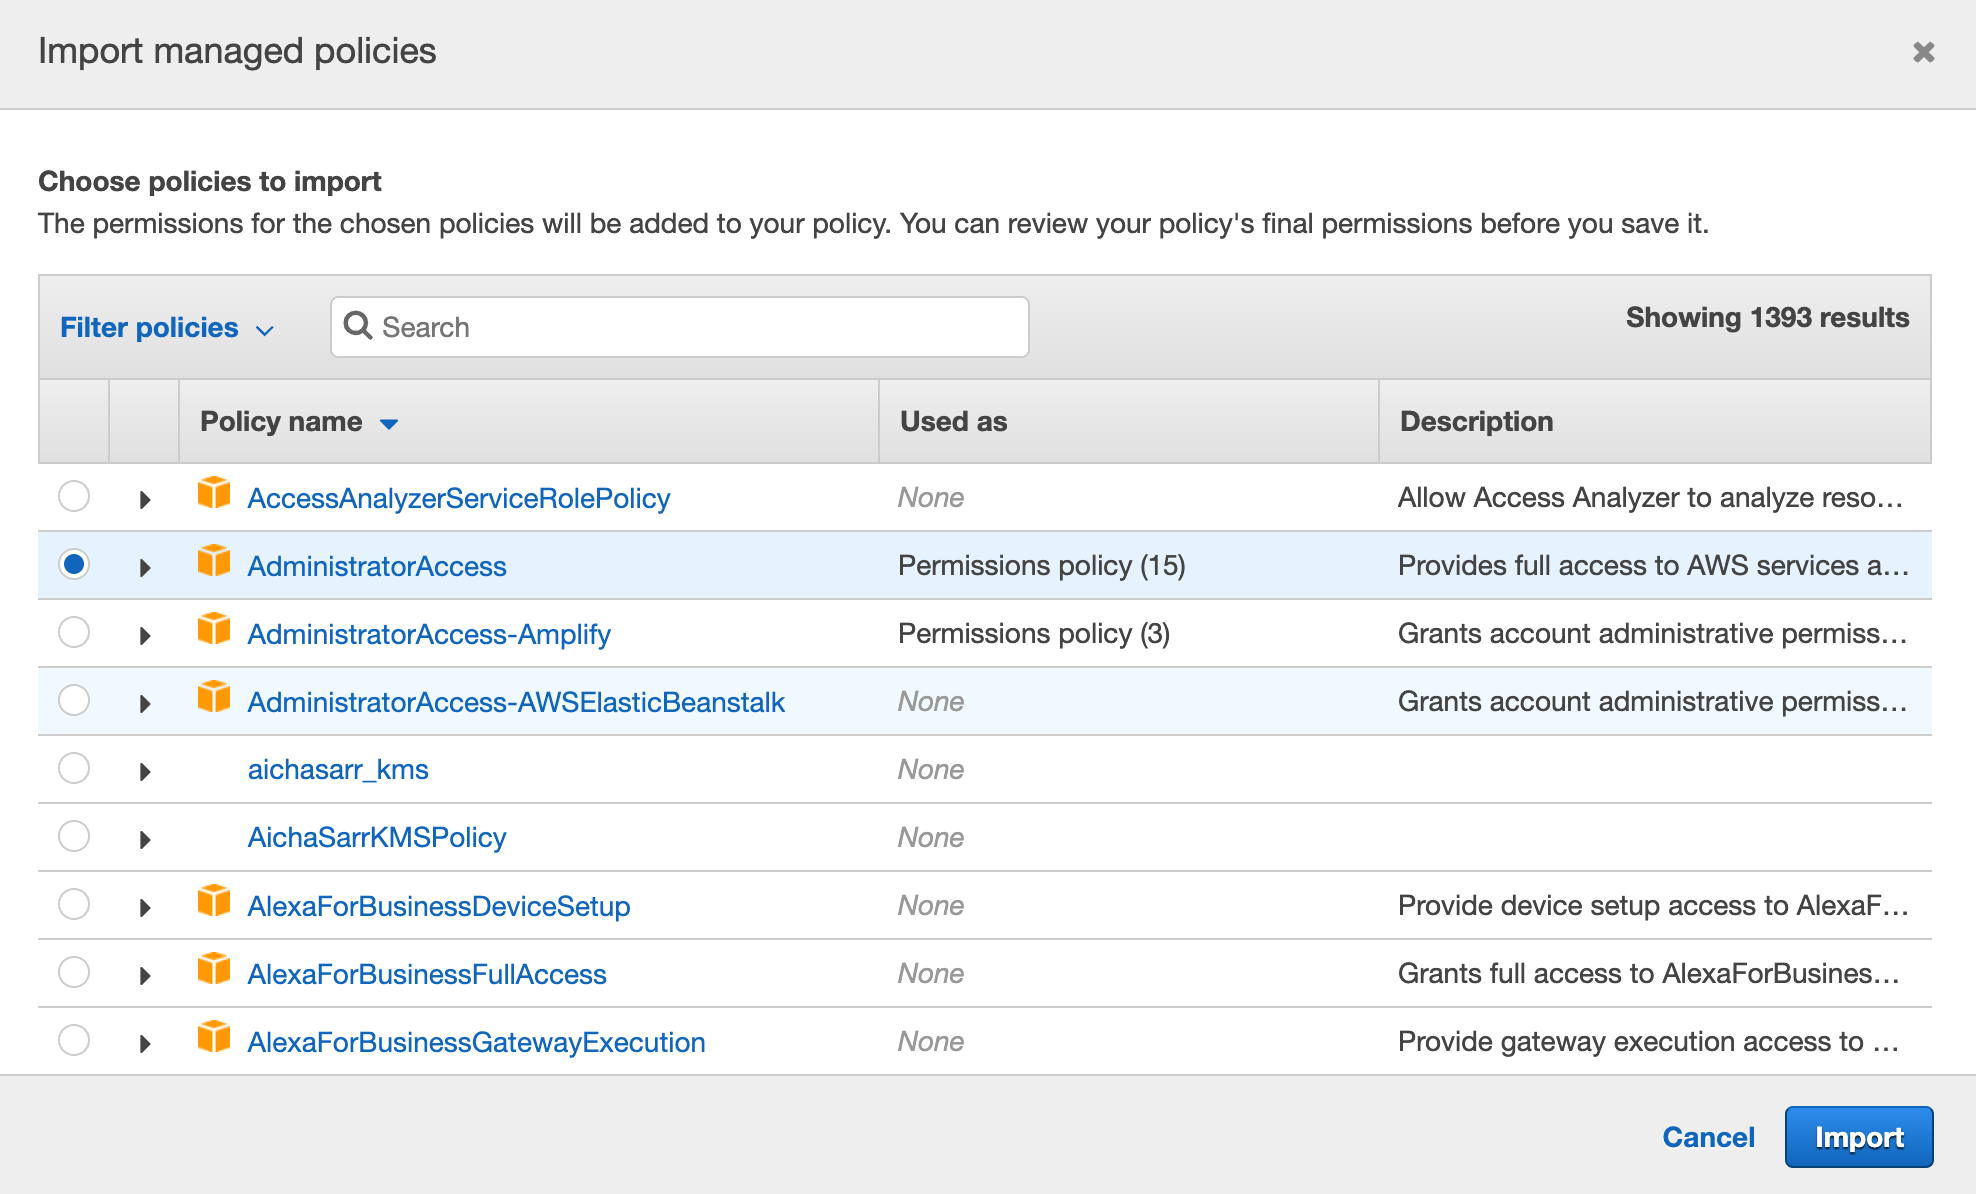 Import managed policies
Choose policies to import
The permissions for the chosen policies will be added to your policy. You can review your policy's final permissions before you save it.
Filter policies Search Showing 1393 results
Policy name Used as Description
AccessAnalyzerServiceRolePolicy None Allow Access Analyzer to analyze reso...
AdministratorAccess Permissions policy (15) Provides full access to AWS services a...
AdministratorAccess-Amplify Permissions policy (3) Grants account administrative permiss...
AdministratorAccess-AWSElasticBeanstalk None Grants account administrative permiss...
aichasarr_kms None
AichaSarrKMSPolicy None
AlexaForBusinessDeviceSetup None Provide device setup access to AlexaF...
AlexaForBusinessFullAccess None Grants full access to AlexaForBusines...
AlexaForBusinessGatewayExecution None Provide gateway execution access to ...
Cancel Import